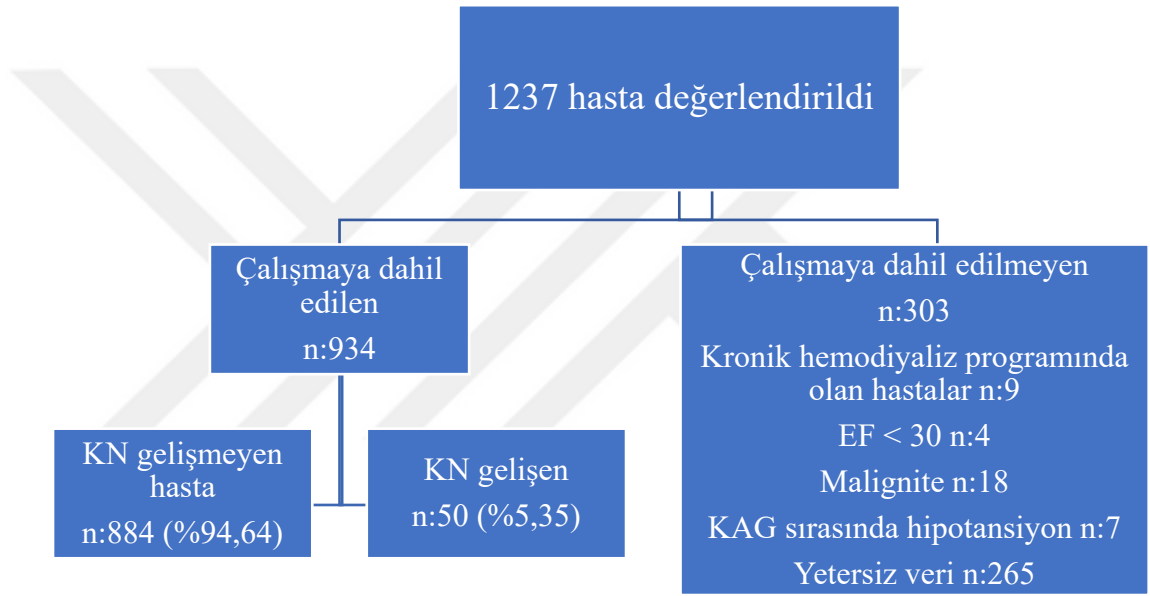 1237 hasta değerlendirildi
Çalışmaya dahil
edilen
n:934
Çalışmaya dahil edilmeyen
n:303
Kronik hemodiyaliz programında
olan hastalar n:9
EF < 30 n:4
Malignite n:18
KAG sırasında hipotansiyon n:7
Yetersiz veri n:265
KN gelişmeyen
hasta
n:884 (%94,64)
KN gelişen
n:50 (%5,35)